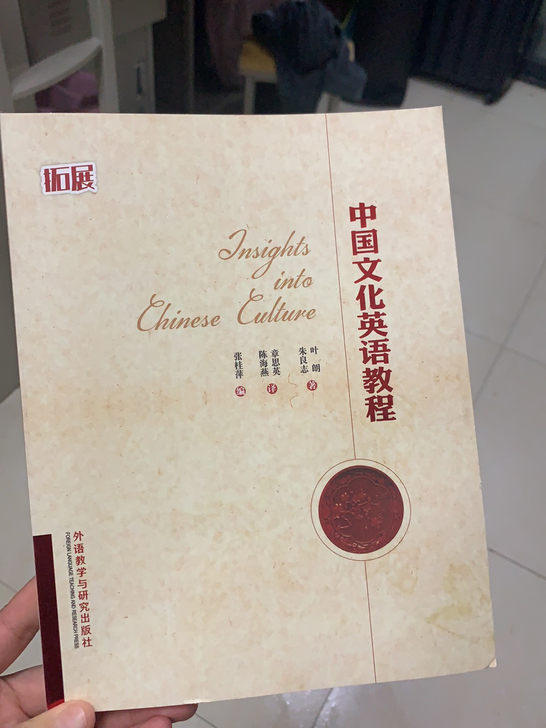 拓展
中国文化英语教程
Insights
into
Chinese Culture
叶朗
朱良志
著
章思英
陈海燕
译
张桂萍
编
外语教学与研究出版社
FOREIGN LANGUAGE TEACHING AND RESEARCH PRESS